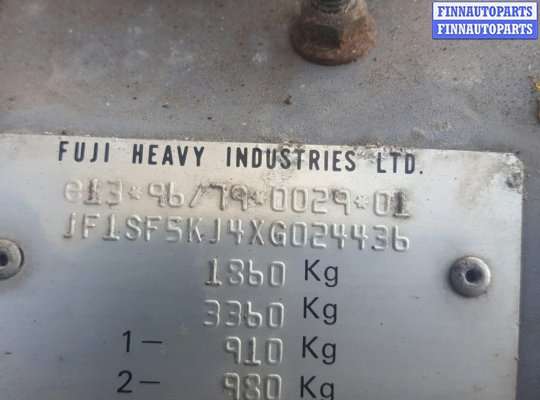 FINNAUTOPARTS
FINNAUTOPARTS
FUJI HEAVY INDUSTRIES LTD.
e13*96/79*0029*01
JF1SF5KJ4XG024436
1860 Kg
3360 Kg
1- 910 Kg
2- 980 Kg